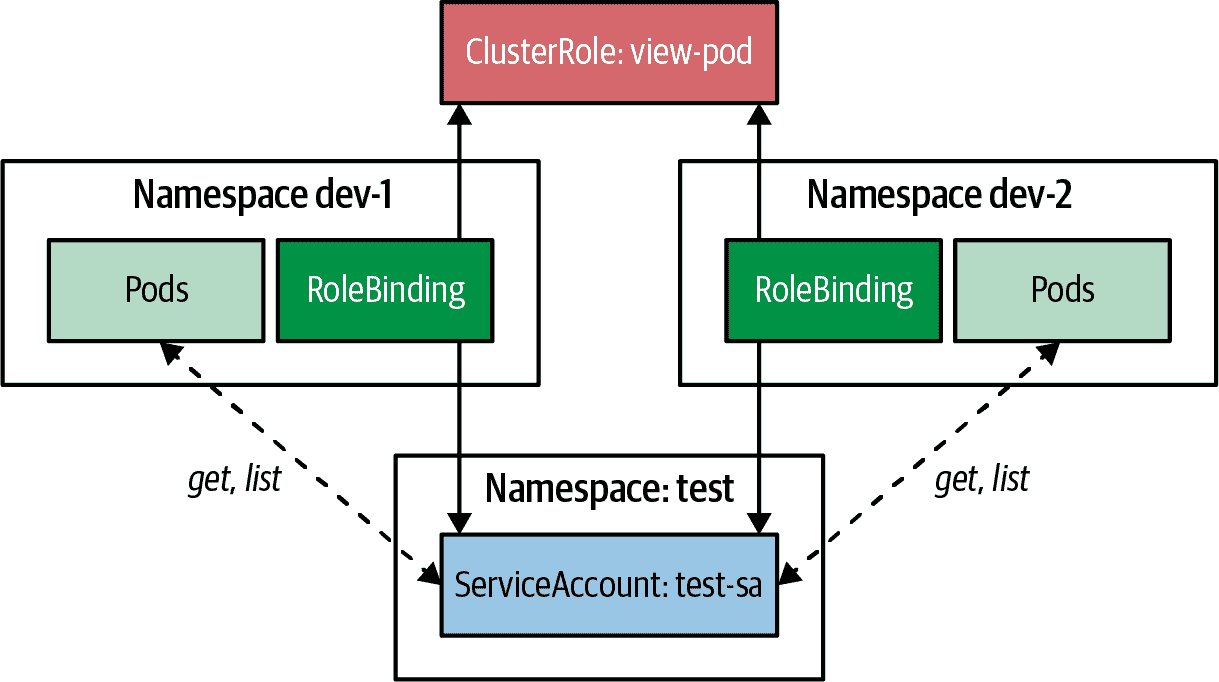 ClusterRole: view-pod
Namespace dev-1
Namespace dev-2
Pods
RoleBinding
RoleBinding
Pods
get, list
get, list
Namespace: test
ServiceAccount: test-sa